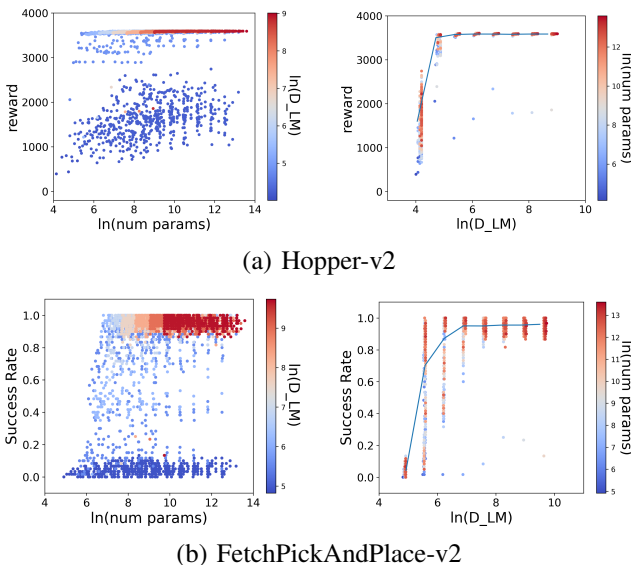 4000
3000
2000
1000
0
reward
4 6 8 10 12 14
ln(num params)
9
8
7
6
5
ln(D_LM)
4000
3000
2000
1000
0
reward
4 6 8 10
ln(D_LM)
12
10
8
6
ln(num params)
(a) Hopper-v2
1.0
0.8
0.6
0.4
0.2
0.0
Success Rate
4 6 8 10 12 14
ln(num params)
9
8
7
6
5
ln(D_LM)
1.0
0.8
0.6
0.4
0.2
0.0
Success Rate
4 6 8 10
ln(D_LM)
13
12
11
10
9
8
7
6
5
ln(num params)
(b) FetchPickAndPlace-v2